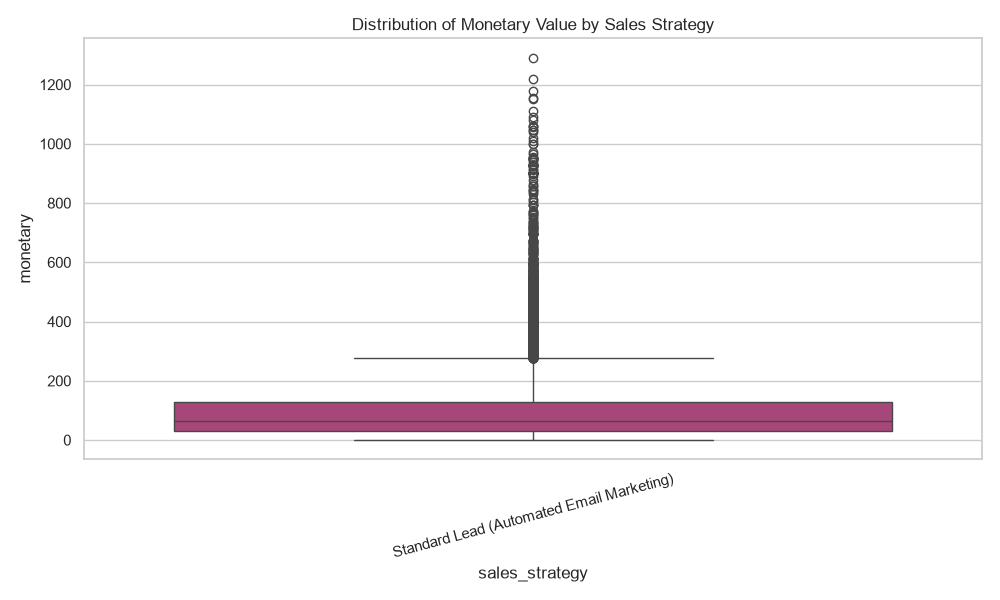 Distribution of Monetary Value by Sales Strategy
1200
1000
800
600
400
200
0
monetary
Standard Lead (Automated Email Marketing)
sales_strategy